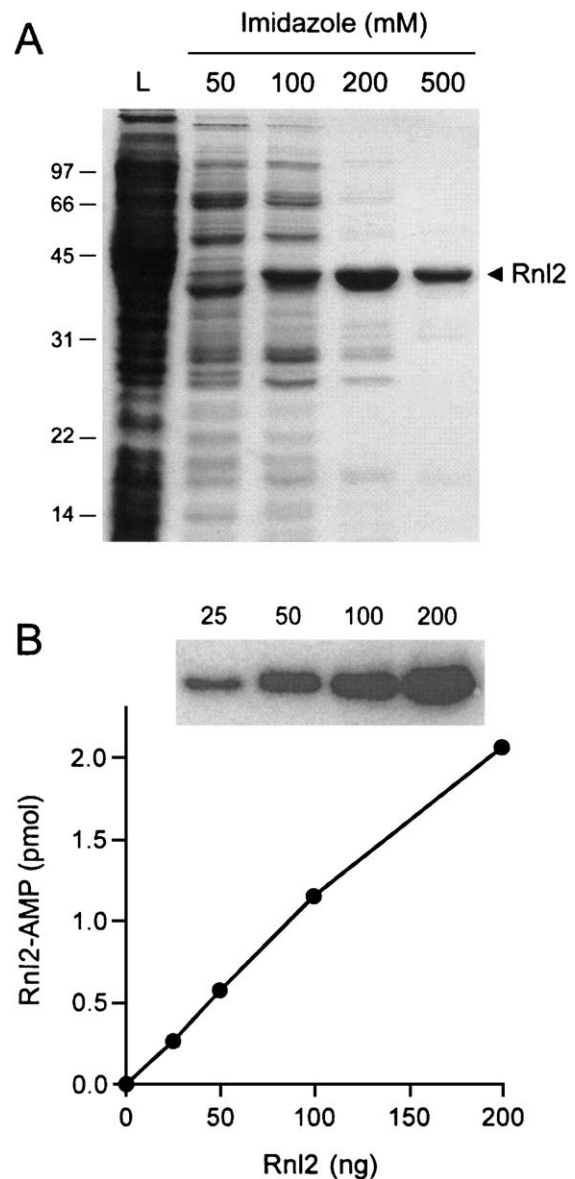 A
Imidazole (mM)
L 50 100 200 500
97
66
45
31
22
14
Rnl2
B
25 50 100 200
2.0
1.5
1.0
0.5
0.0
Rnl2-AMP (pmol)
0 50 100 150 200
Rnl2 (ng)